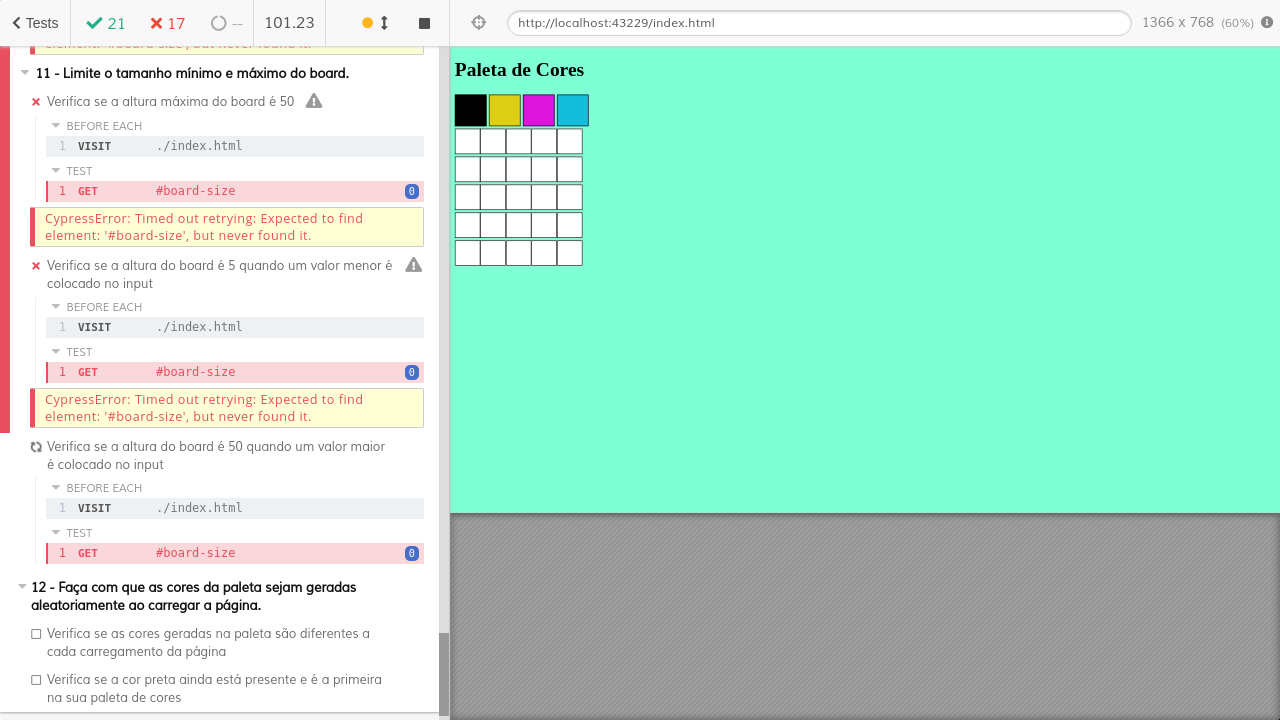 Tests
21
17
--
101.23
http://localhost:43229/index.html
1366 x 768 (60%)
element: '#board-size', but never found it.
11 - Limite o tamanho mínimo e máximo do board.
Verifica se a altura máxima do board é 50
BEFORE EACH
1 VISIT ./index.html
TEST
1 GET #board-size 0
CypressError: Timed out retrying: Expected to find
element: '#board-size', but never found it.
Verifica se a altura do board é 5 quando um valor menor é
colocado no input
BEFORE EACH
1 VISIT ./index.html
TEST
1 GET #board-size 0
CypressError: Timed out retrying: Expected to find
element: '#board-size', but never found it.
Verifica se a altura do board é 50 quando um valor maior
é colocado no input
BEFORE EACH
1 VISIT ./index.html
TEST
1 GET #board-size 0
12 - Faça com que as cores da paleta sejam geradas
aleatoriamente ao carregar a página.
Verifica se as cores geradas na paleta são diferentes a
cada carregamento da página
Verifica se a cor preta ainda está presente e é a primeira
na sua paleta de cores
Paleta de Cores